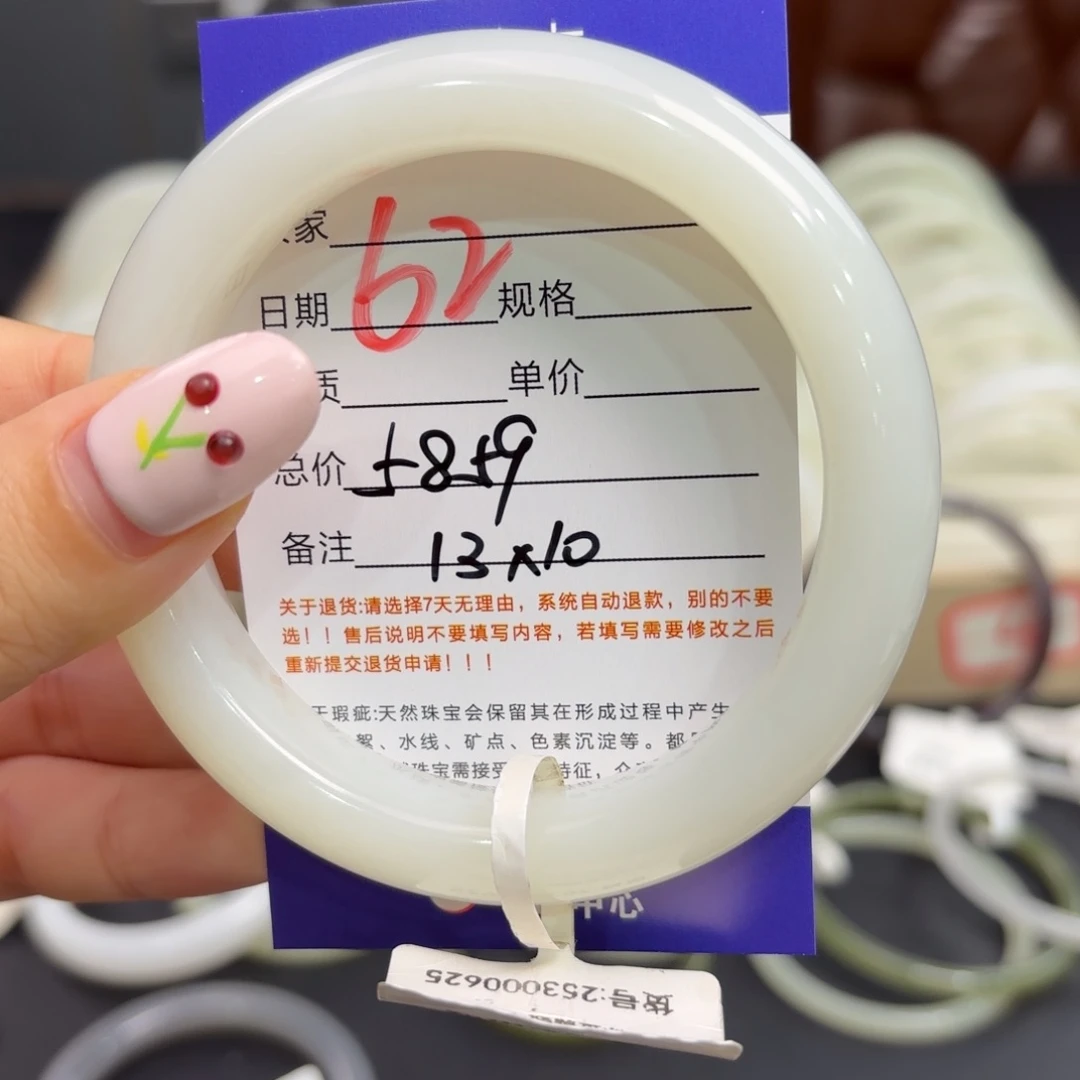 家
62
日期 规格
质 单价
总价 5859
备注 13×10
关于退货:请选择7天无理由，系统自动退款，别的不要
选！！售后说明不要填写内容，若填写需要修改之后
重新提交退货申请！！！
瑕疵:天然珠宝会保留其在形成过程中产生
絮、水线、矿点、色素沉淀等。都
珠宝需接受 特征，
中心
货号:253000625